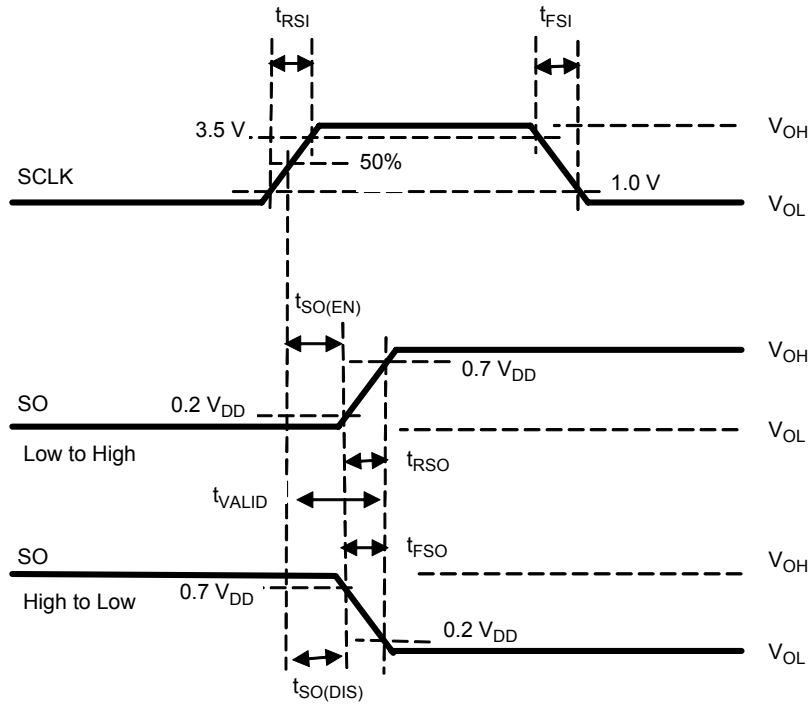 tRSI
tFSI
3.5 V
VOH
50%
SCLK
1.0 V
VOL
tSO(EN)
VOH
0.7 VDD
SO
0.2 VDD
Low to High
VOL
tRSO
tVALID
SO
tFSO
VOH
High to Low
0.7 VDD
0.2 VDD
VOL
tSO(DIS)